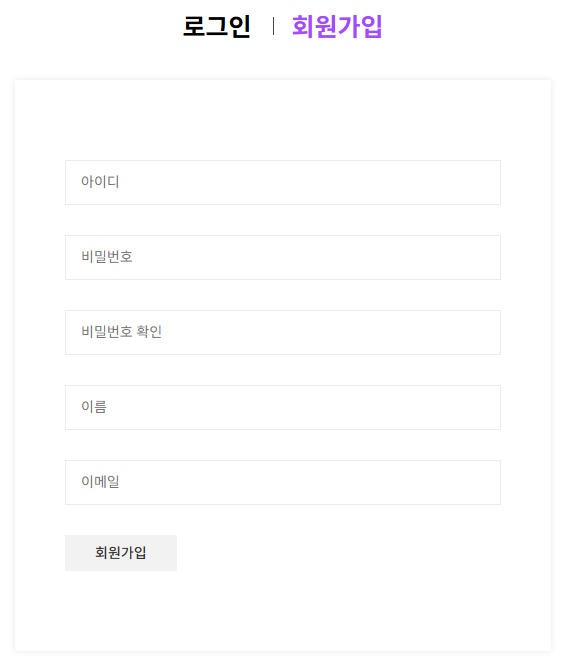 로그인 | 회원가입
아이디
비밀번호
비밀번호 확인
이름
이메일
회원가입